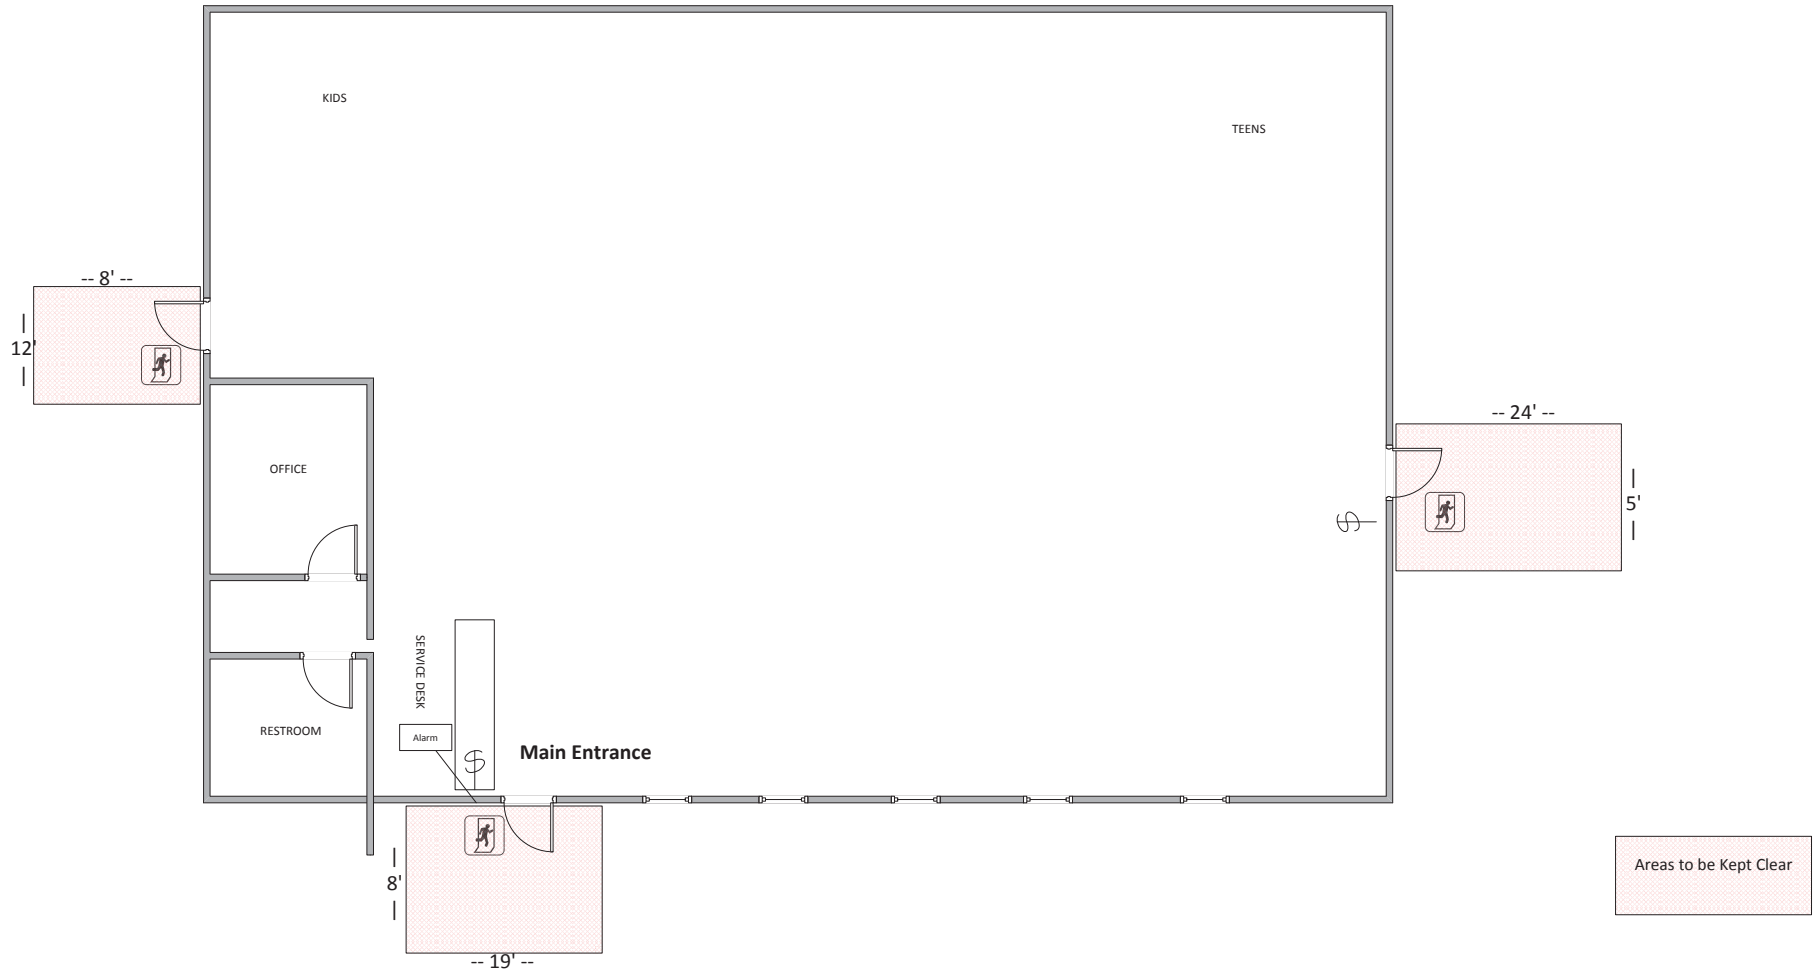 KIDS
TEENS
-- 8' --
| 12' |
-- 24' --
| 5' |
OFFICE
SERVICE DESK
RESTROOM
Alarm
Main Entrance
$
$
| 8' |
-- 19' --
Areas to be Kept Clear